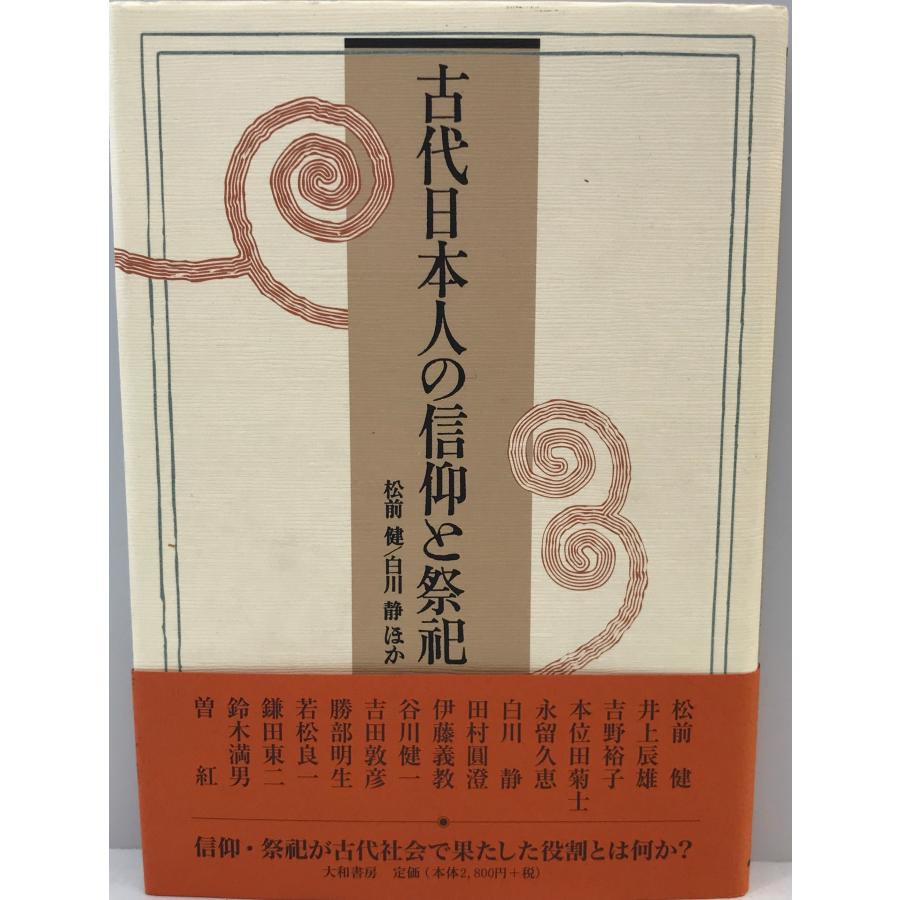 古代日本人の信仰と祭祀
松前 健/白川 静 ほか
松前 健
井上辰雄
吉野裕子
本位田菊士
永留久恵
白川 静
田村圓澄
伊藤義教
谷川健一
吉田敦彦
勝部明生
若松良一
鎌田東二
鈴木満男
曽 紅
信仰・祭祀が古代社会で果たした役割とは何か?
大和書房 定価(本体2,800円+税)